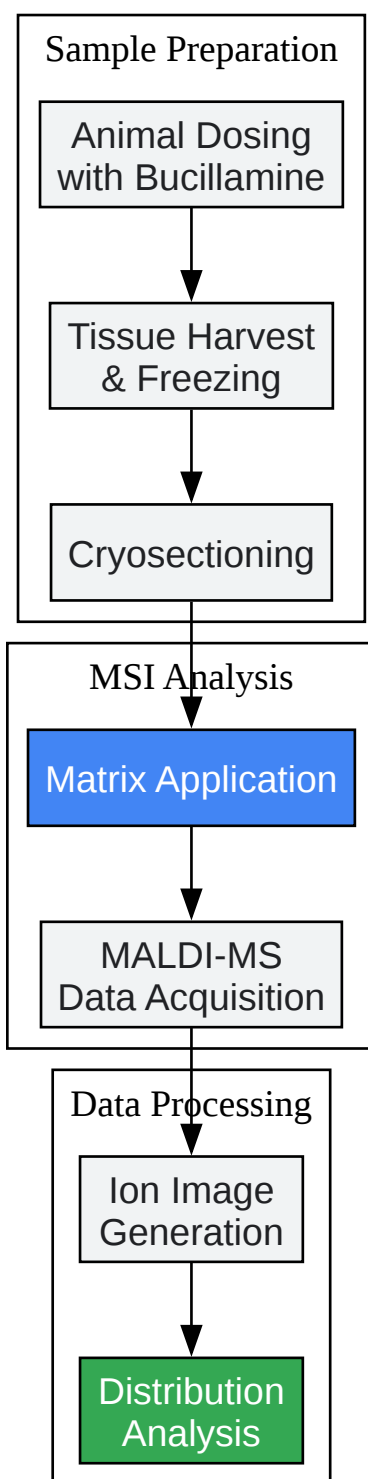 Sample Preparation
Animal Dosing
with Bucillamine
Tissue Harvest
& Freezing
Cryosectioning
MSI Analysis
Matrix Application
MALDI-MS
Data Acquisition
Data Processing
Ion Image
Generation
Distribution
Analysis